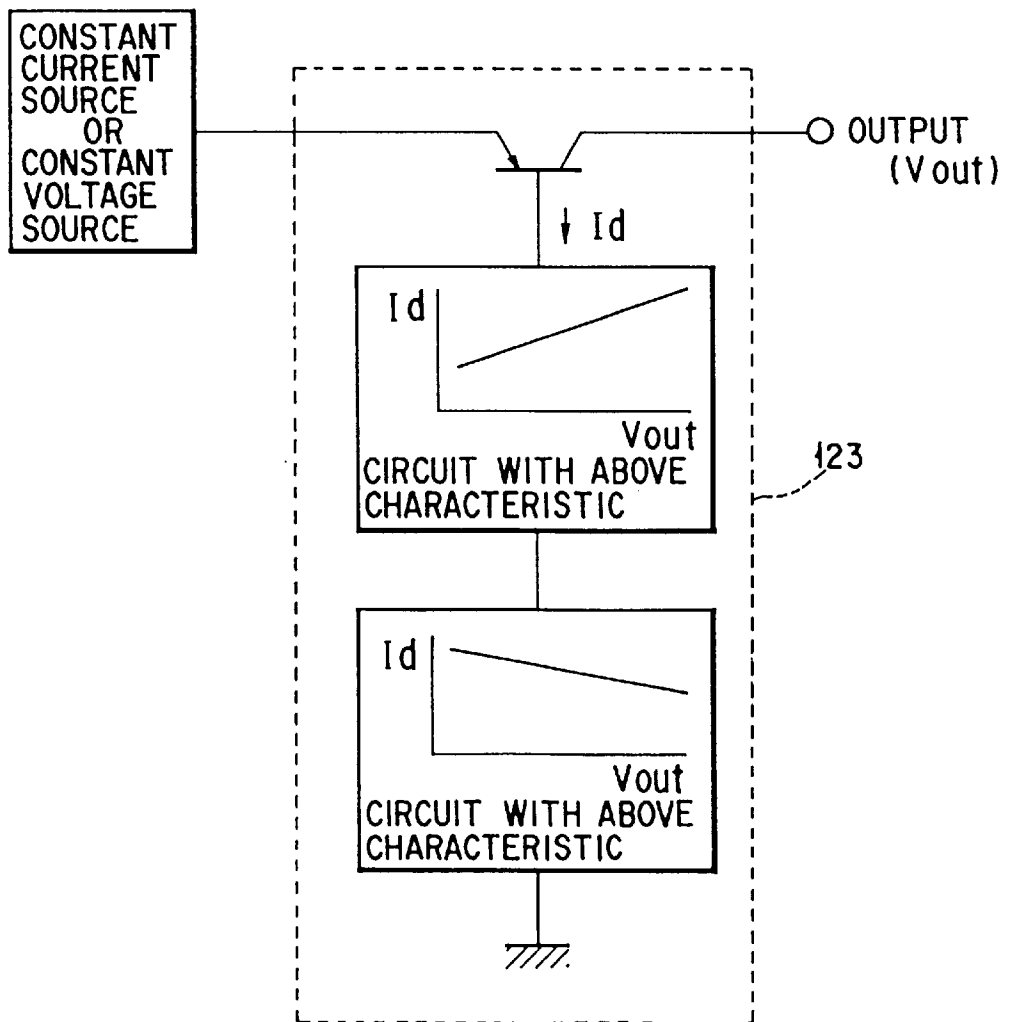 CONSTANT
CURRENT
SOURCE
OR
CONSTANT
VOLTAGE
SOURCE
OUTPUT
(Vout)
Id
Id
Vout
CIRCUIT WITH ABOVE
CHARACTERISTIC
123
Id
Vout
CIRCUIT WITH ABOVE
CHARACTERISTIC